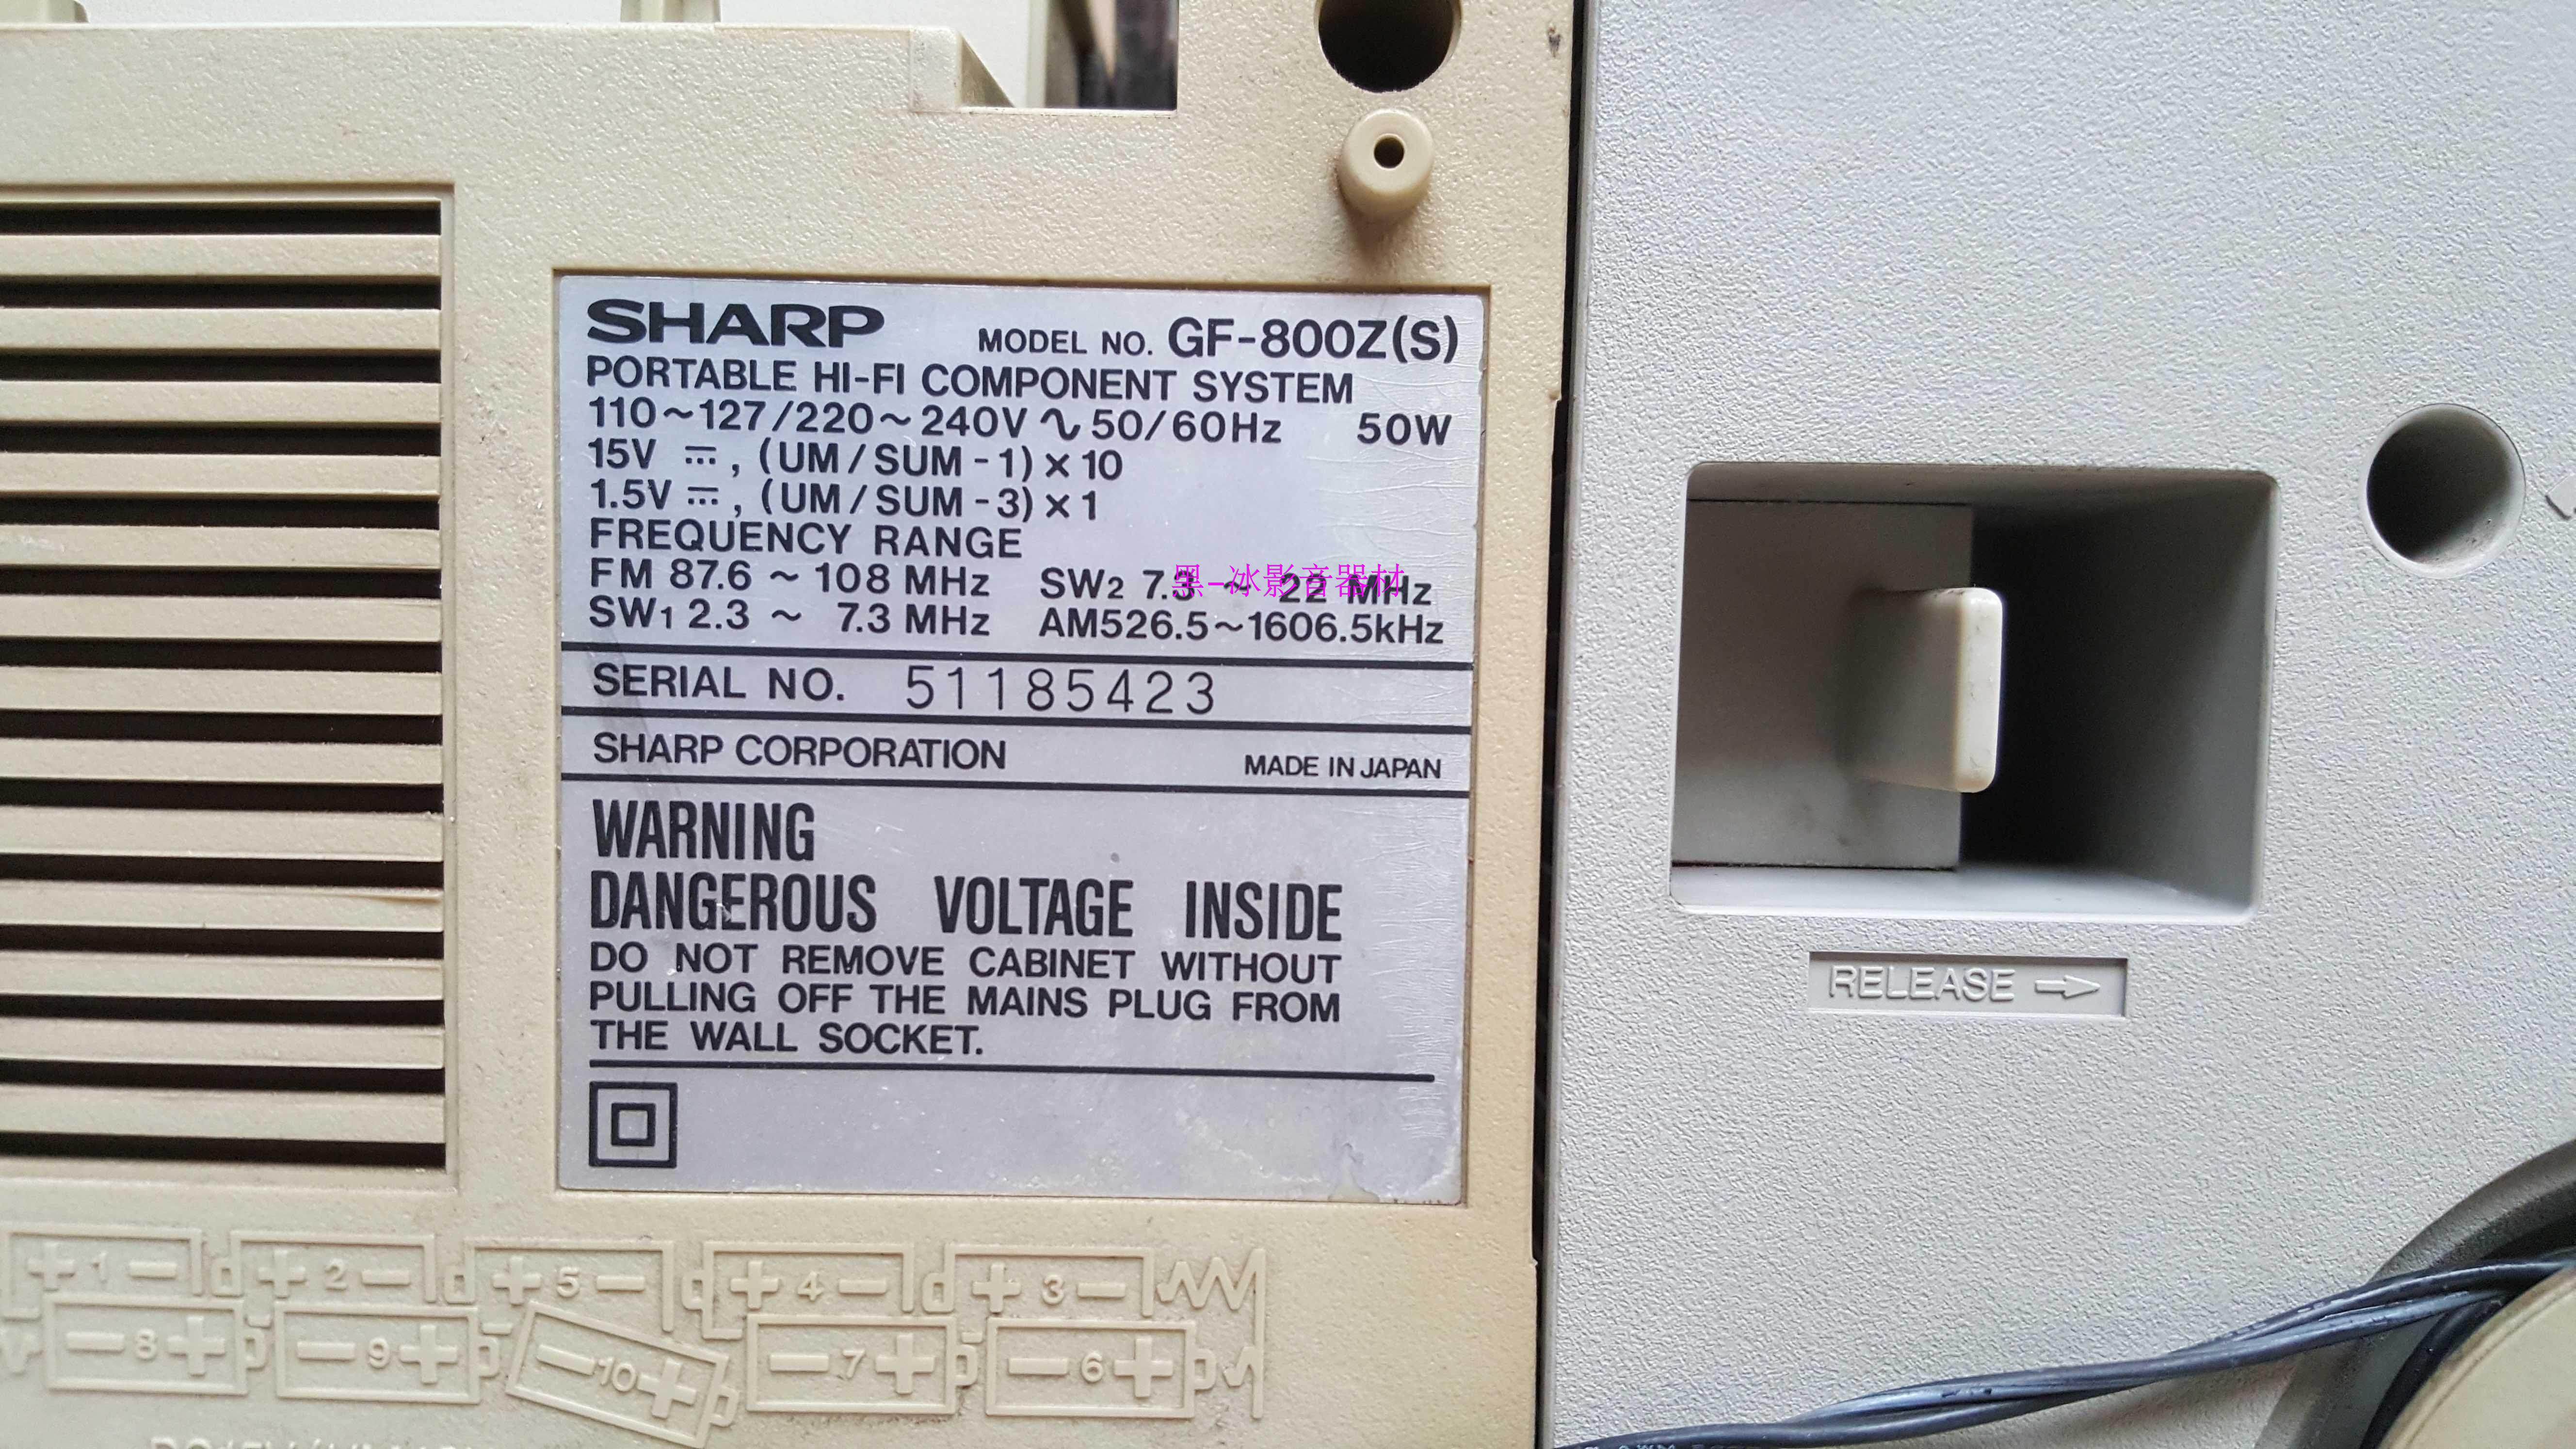 SHARP MODEL NO. GF-800Z(S)
PORTABLE HI-FI COMPONENT SYSTEM
110~127/220~240V ∿ 50/60Hz 50W
15V ⎓, (UM/SUM-1)×10
1.5V ⎓, (UM/SUM-3)×1
FREQUENCY RANGE
FM 87.6 ~ 108 MHz SW2 7.3 ~ 22 MHz
黑-冰影音器材
SW1 2.3 ~ 7.3 MHz AM526.5~1606.5kHz
SERIAL NO. 51185423
SHARP CORPORATION MADE IN JAPAN
WARNING
DANGEROUS VOLTAGE INSIDE
DO NOT REMOVE CABINET WITHOUT
PULLING OFF THE MAINS PLUG FROM
THE WALL SOCKET.
RELEASE →
+ 1 − + 2 − + 5 − + 4 − + 3 −
− 8 + − 9 + − 10 + − 7 + − 6 +